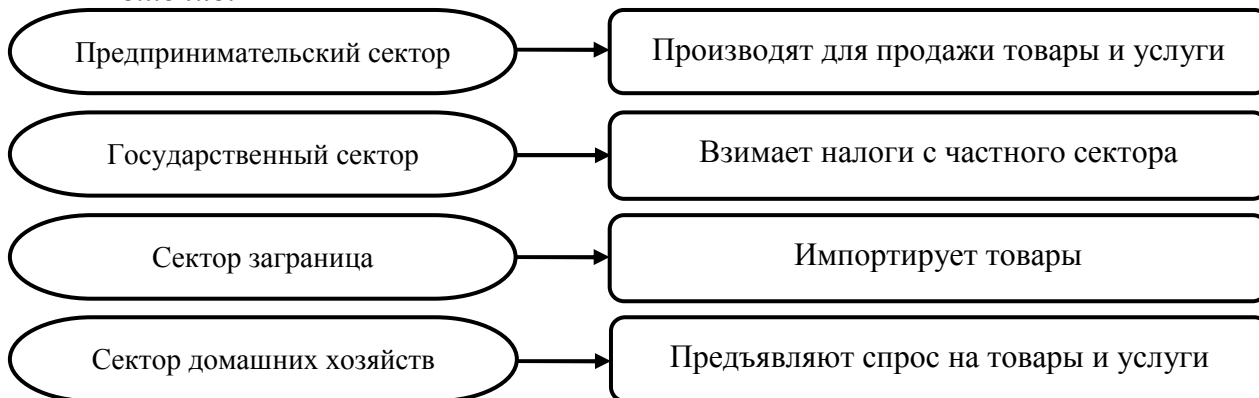 Предпринимательский сектор
Производят для продажи товары и услуги
Государственный сектор
Взимает налоги с частного сектора
Сектор заграница
Импортирует товары
Сектор домашних хозяйств
Предъявляют спрос на товары и услуги